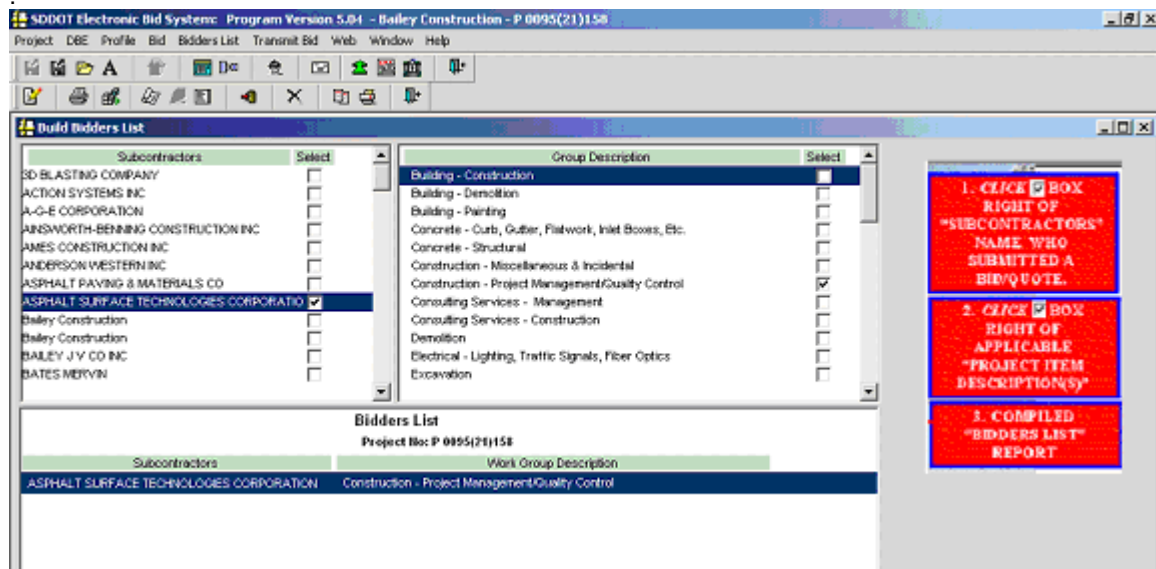 SDDOT Electronic Bid System: Program Version 5.04 - Bailey Construction - P 0095(21)158
Project DBE Profile Bid Bidders List Transmit Bid Web Window Help
Build Bidders List
Subcontractors Select
3D BLASTING COMPANY
ACTION SYSTEMS INC
A-G-E CORPORATION
AINSWORTH-BENNING CONSTRUCTION INC
AMES CONSTRUCTION INC
ANDERSON WESTERN INC
ASPHALT PAVING & MATERIALS CO
ASPHALT SURFACE TECHNOLOGIES CORPORATIO
Bailey Construction
Bailey Construction
BAILEY J V CO INC
BATES MERVIN
Group Description Select
Building - Construction
Building - Demolition
Building - Painting
Concrete - Curb, Gutter, Flatwork, Inlet Boxes, Etc.
Concrete - Structural
Construction - Miscellaneous & Incidental
Construction - Project Management/Quality Control
Consulting Services - Management
Consulting Services - Construction
Demolition
Electrical - Lighting, Traffic Signals, Fiber Optics
Excavation
1. CLICK BOX
RIGHT OF
"SUBCONTRACTORS"
NAME WHO
SUBMITTED A
BID/QUOTE.
2. CLICK BOX
RIGHT OF
APPLICABLE
"PROJECT ITEM
DESCRIPTION(S)"
3. COMPILED
"BIDDERS LIST"
REPORT
Bidders List
Project No: P 0095(21)158
Subcontractors Work Group Description
ASPHALT SURFACE TECHNOLOGIES CORPORATION Construction - Project Management/Quality Control